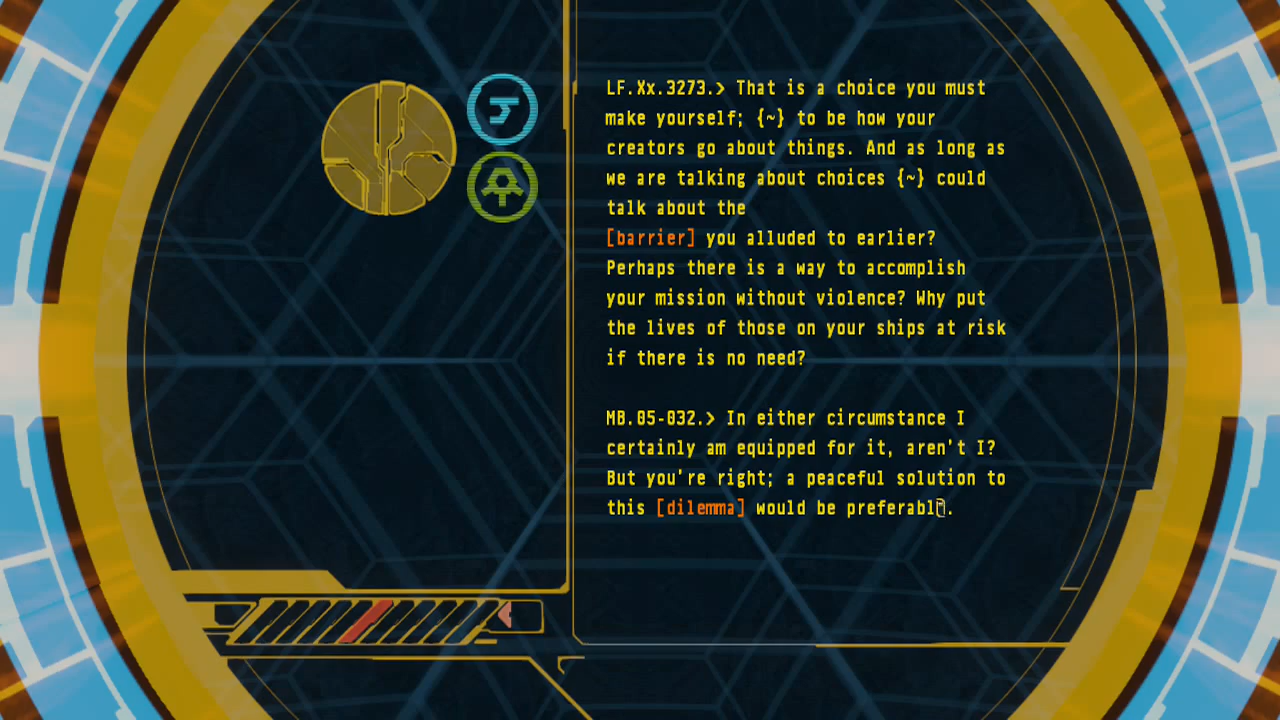 LF.Xx.3273.> That is a choice you must
make yourself; {~} to be how your
creators go about things. And as long as
we are talking about choices {~} could
talk about the
[barrier] you alluded to earlier?
Perhaps there is a way to accomplish
your mission without violence? Why put
the lives of those on your ships at risk
if there is no need?
MB.05-032.> In either circumstance I
certainly am equipped for it, aren't I?
But you're right; a peaceful solution to
this [dilemma] would be preferable.